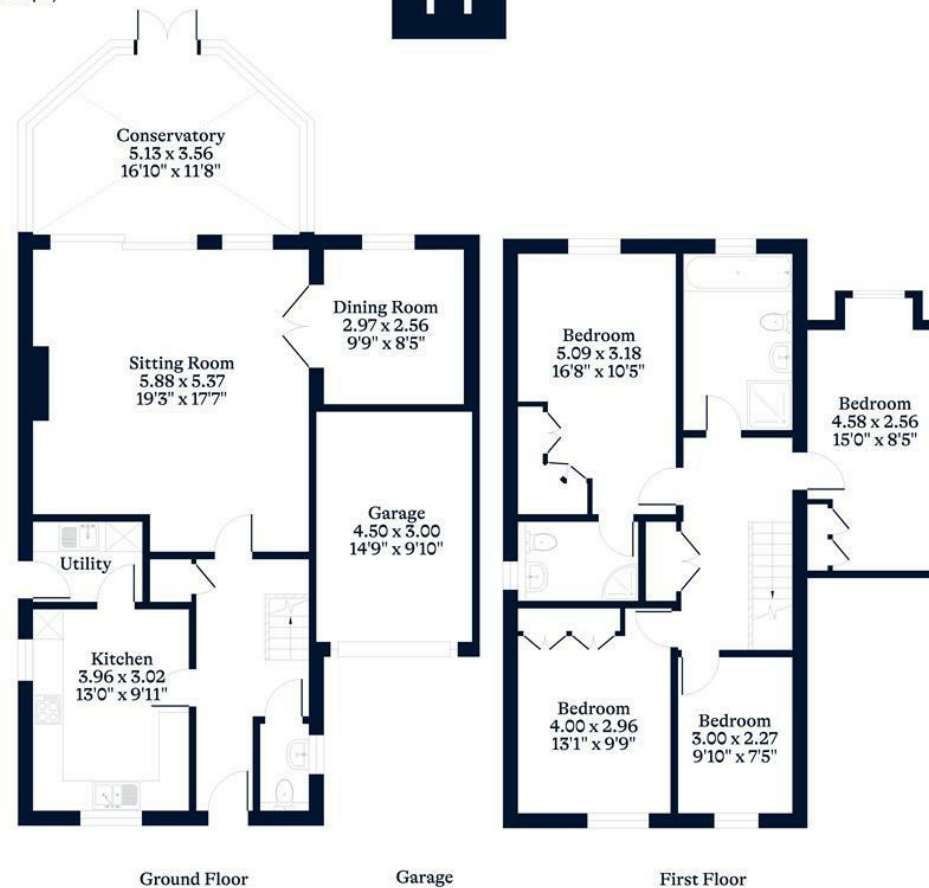 Conservatory
5.13 x 3.56
16'10" x 11'8"
Dining Room
2.97 x 2.56
9'9" x 8'5"
Sitting Room
5.88 x 5.37
19'3" x 17'7"
Garage
4.50 x 3.00
14'9" x 9'10"
Utility
Kitchen
3.96 x 3.02
13'0" x 9'11"
Bedroom
5.09 x 3.18
16'8" x 10'5"
Bedroom
4.58 x 2.56
15'0" x 8'5"
Bedroom
4.00 x 2.96
13'1" x 9'9"
Bedroom
3.00 x 2.27
9'10" x 7'5"
Ground Floor
Garage
First Floor